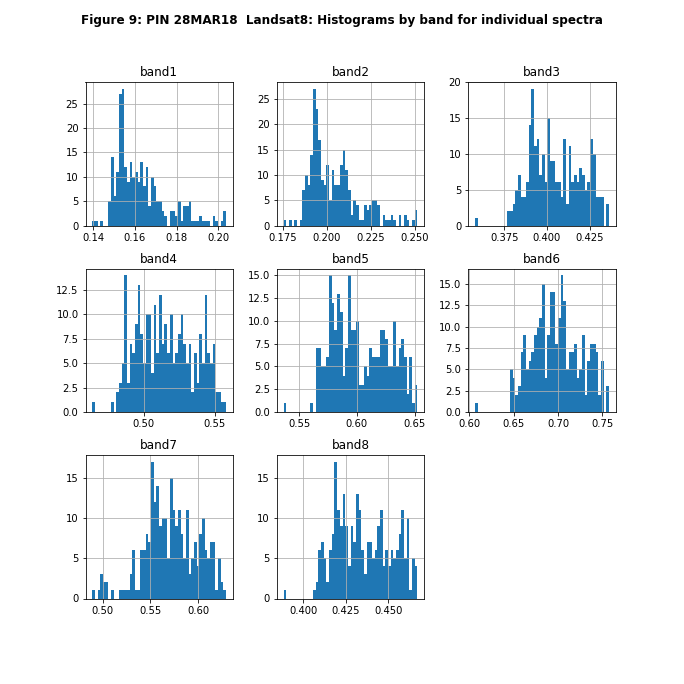 Figure 9: PIN 28MAR18  Landsat8: Histograms by band for individual spectra
band1
band2
band3
25
20
15
10
5
0
0.14 0.16 0.18 0.20
25
20
15
10
5
0
0.175 0.200 0.225 0.250
20
15
10
5
0
0.375 0.400 0.425
band4
band5
band6
12.5
10.0
7.5
5.0
2.5
0.0
0.50 0.55
15.0
12.5
10.0
7.5
5.0
2.5
0.0
0.55 0.60 0.65
15.0
12.5
10.0
7.5
5.0
2.5
0.0
0.60 0.65 0.70 0.75
band7
band8
15
10
5
0
0.50 0.55 0.60
15
10
5
0
0.400 0.425 0.450